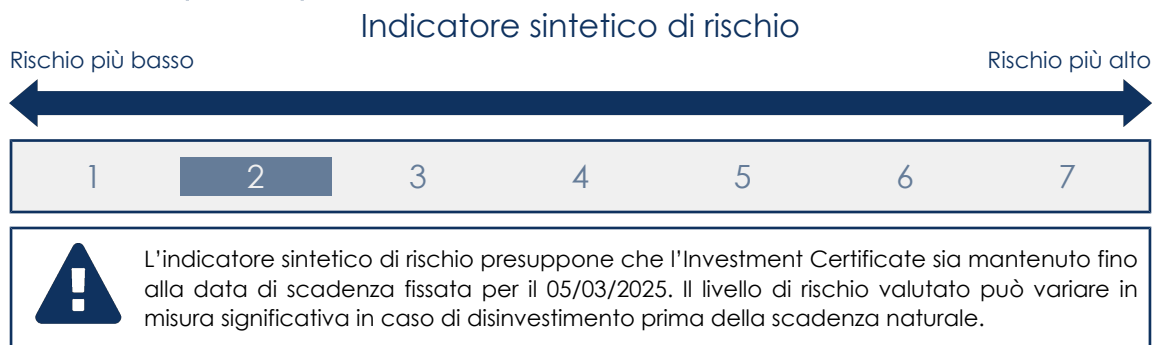 Indicatore sintetico di rischio
Rischio più basso Rischio più alto
1 2 3 4 5 6 7
L'indicatore sintetico di rischio presuppone che l'Investment Certificate sia mantenuto fino
alla data di scadenza fissata per il 05/03/2025. Il livello di rischio valutato può variare in
misura significativa in caso di disinvestimento prima della scadenza naturale.